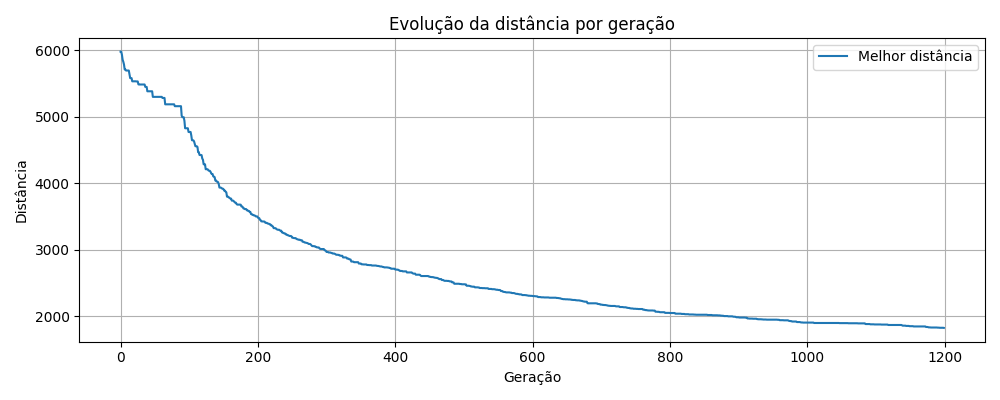 Evolução da distância por geração
Melhor distância
Distância
6000
5000
4000
3000
2000
0 200 400 600 800 1000 1200
Geração